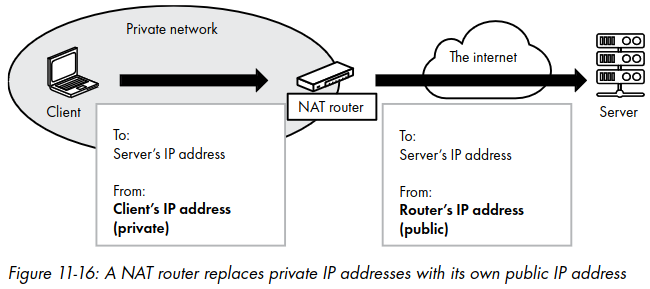 Private network
The internet
Client
NAT router
Server
To:
Server's IP address
From:
Client's IP address
(private)
To:
Server's IP address
From:
Router's IP address
(public)
Figure 11-16: A NAT router replaces private IP addresses with its own public IP address